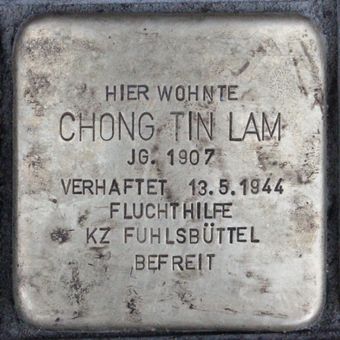 HIER WOHNTE
CHONG TIN LAM
JG. 1907
VERHAFTET 13.5.1944
FLUCHTHILFE
KZ FUHLSBÜTTEL
BEFREIT